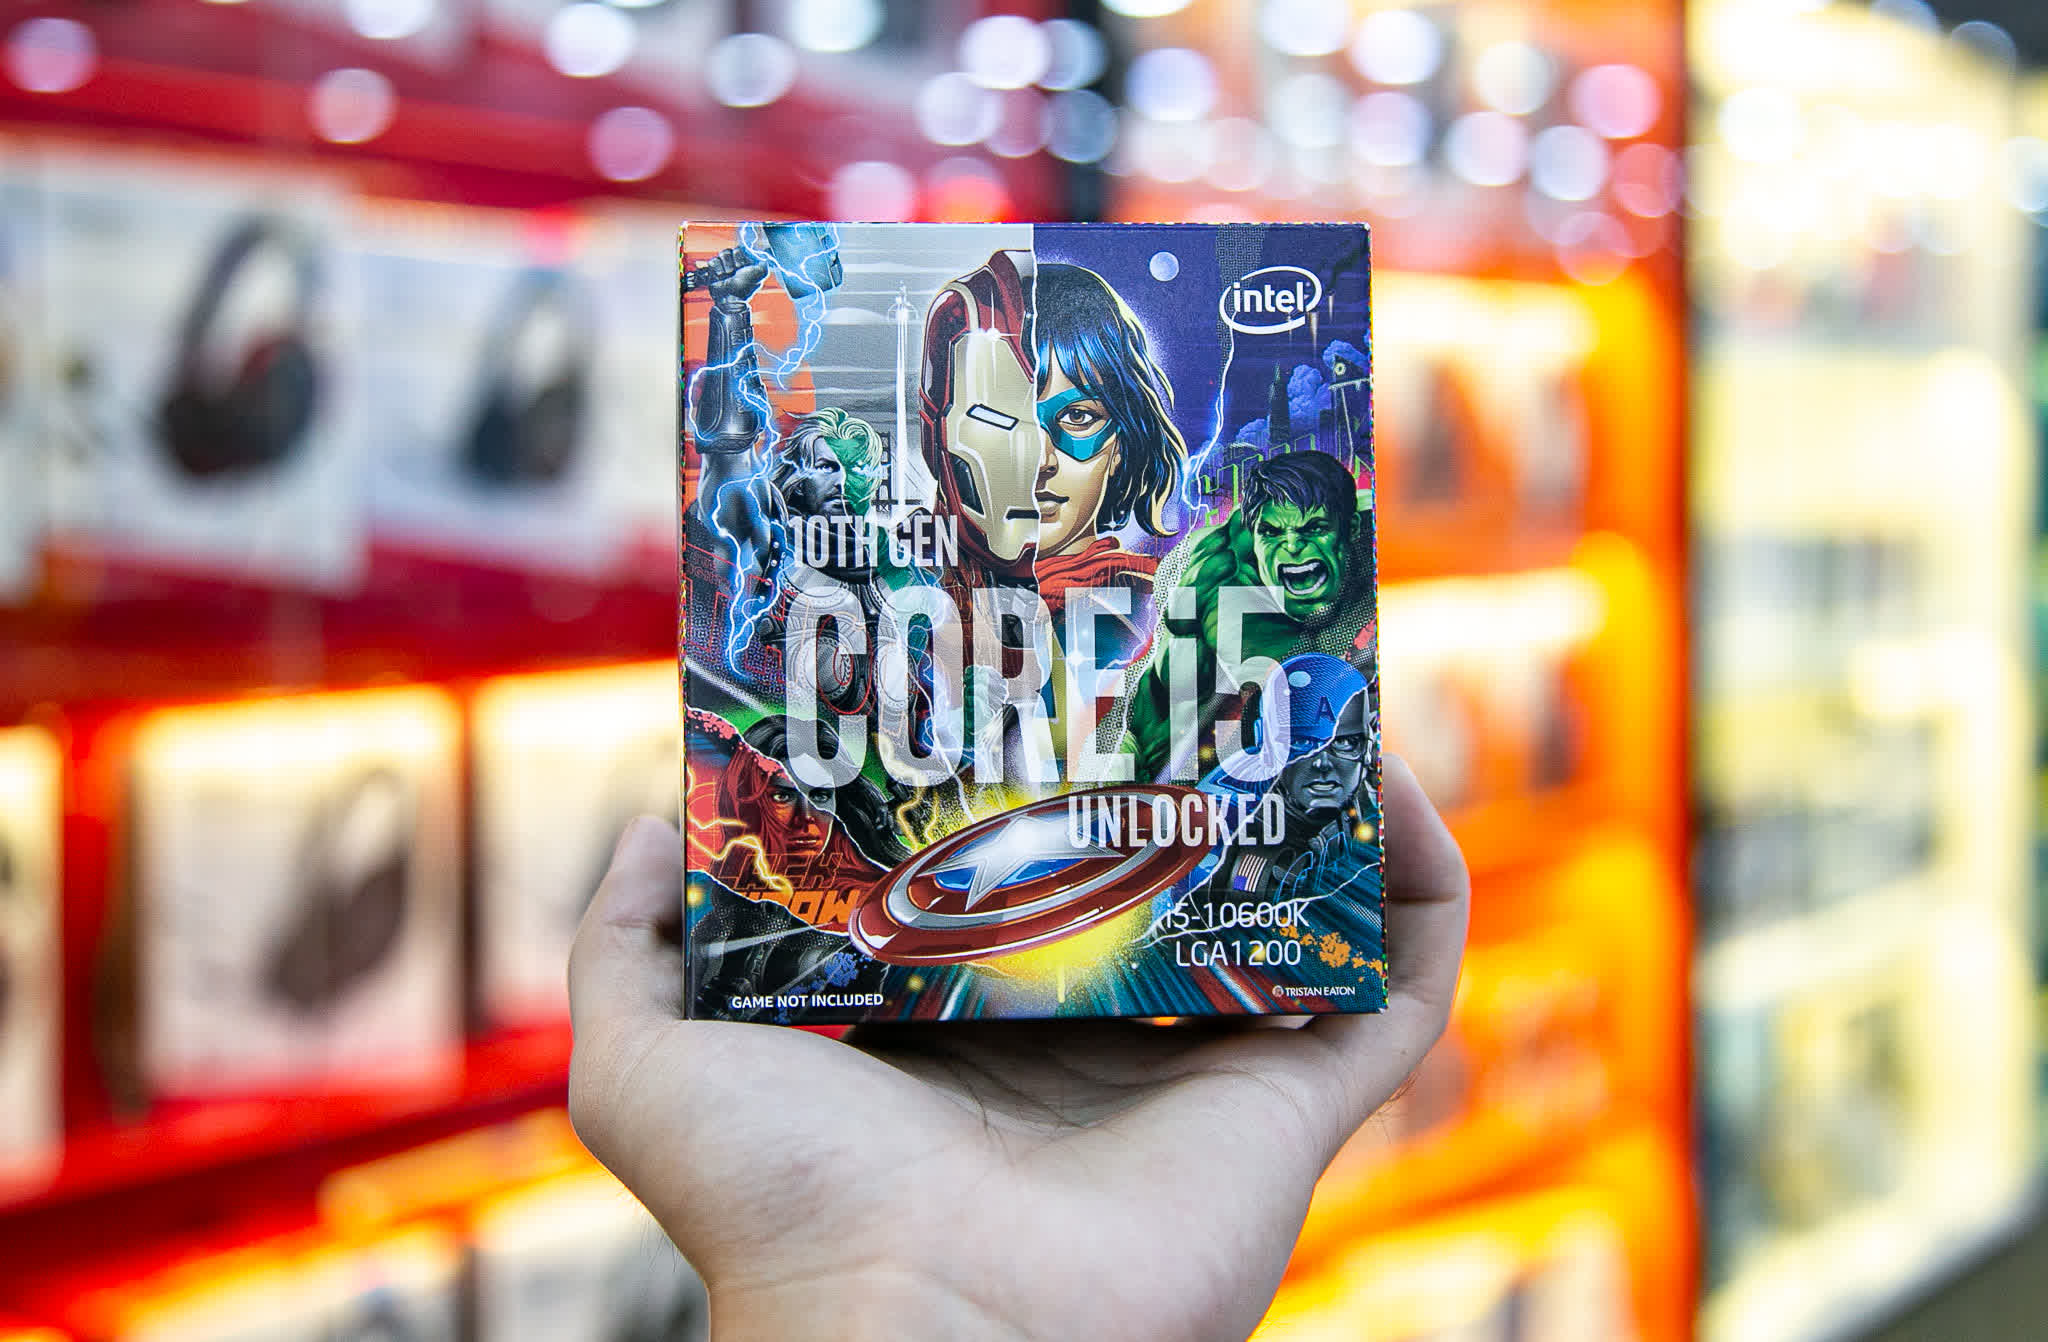 intel
10TH GEN
CORE i5
UNLOCKED
i5-10600K
LGA1200
GAME NOT INCLUDED
TRISTAN EATON
A